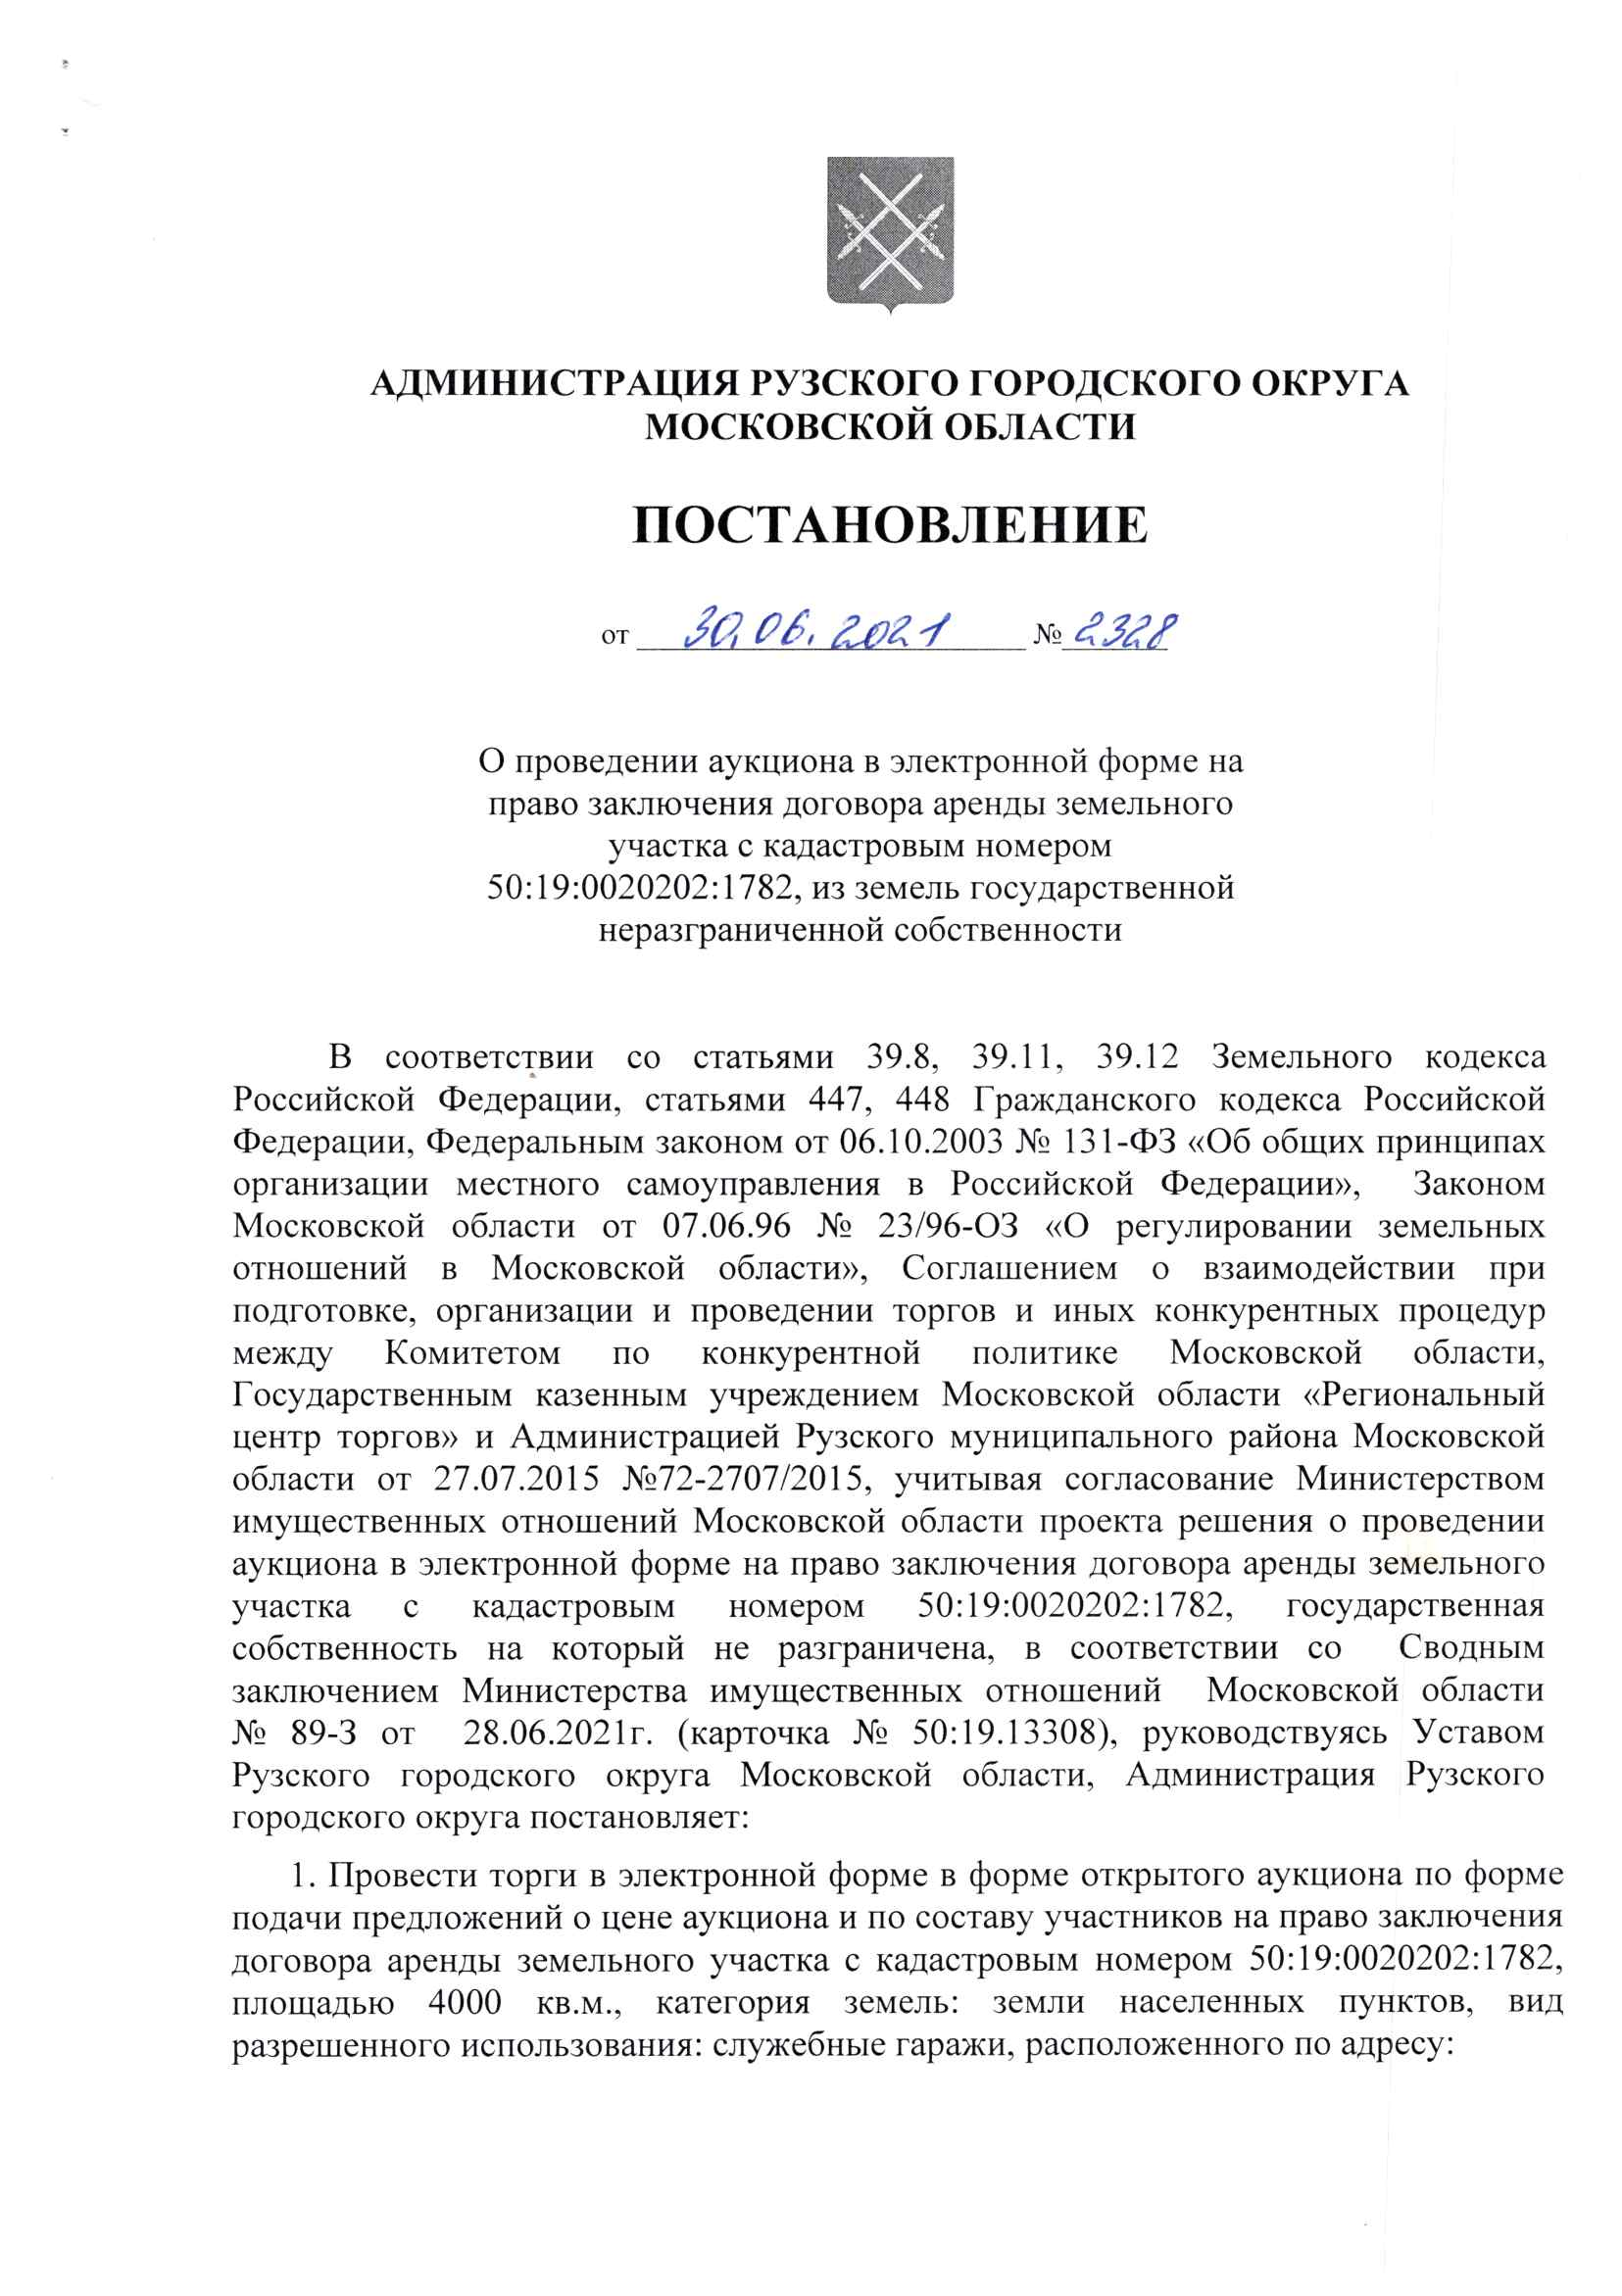 АДМИНИСТРАЦИЯ РУЗСКОГО ГОРОДСКОГО ОКРУГА
МОСКОВСКОЙ ОБЛАСТИ
ПОСТАНОВЛЕНИЕ
от 30.06.2021 № 2328
О проведении аукциона в электронной форме на
право заключения договора аренды земельного
участка с кадастровым номером
50:19:0020202:1782, из земель государственной
неразграниченной собственности
В соответствии со статьями 39.8, 39.11, 39.12 Земельного кодекса
Российской Федерации, статьями 447, 448 Гражданского кодекса Российской
Федерации, Федеральным законом от 06.10.2003 № 131-ФЗ «Об общих принципах
организации местного самоуправления в Российской Федерации», Законом
Московской области от 07.06.96 № 23/96-ОЗ «О регулировании земельных
отношений в Московской области», Соглашением о взаимодействии при
подготовке, организации и проведении торгов и иных конкурентных процедур
между Комитетом по конкурентной политике Московской области,
Государственным казенным учреждением Московской области «Региональный
центр торгов» и Администрацией Рузского муниципального района Московской
области от 27.07.2015 №72-2707/2015, учитывая согласование Министерством
имущественных отношений Московской области проекта решения о проведении
аукциона в электронной форме на право заключения договора аренды земельного
участка с кадастровым номером 50:19:0020202:1782, государственная
собственность на который не разграничена, в соответствии со Сводным
заключением Министерства имущественных отношений Московской области
№ 89-З от 28.06.2021г. (карточка № 50:19.13308), руководствуясь Уставом
Рузского городского округа Московской области, Администрация Рузского
городского округа постановляет:
1. Провести торги в электронной форме в форме открытого аукциона по форме
подачи предложений о цене аукциона и по составу участников на право заключения
договора аренды земельного участка с кадастровым номером 50:19:0020202:1782,
площадью 4000 кв.м., категория земель: земли населенных пунктов, вид
разрешенного использования: служебные гаражи, расположенного по адресу: